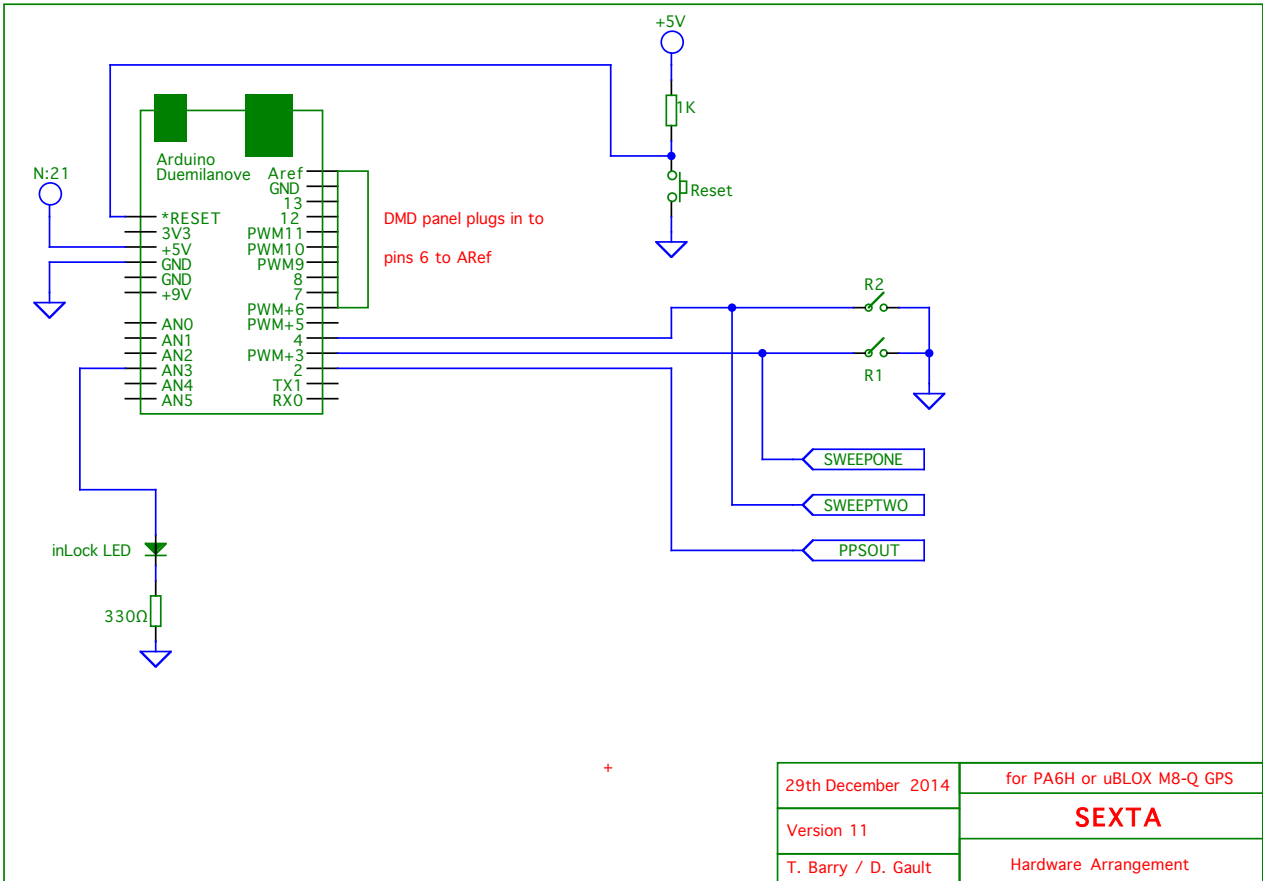 +5V
1K
Reset
N:21
Arduino
Duemilanove
*RESET
3V3
+5V
GND
GND
+9V
AN0
AN1
AN2
AN3
AN4
AN5
Aref
GND
13
12
PWM11
PWM10
PWM9
8
7
PWM+6
PWM+5
4
PWM+3
2
TX1
RX0
DMD panel plugs in to
pins 6 to ARef
R2
R1
SWEEPONE
SWEEPTWO
PPSOUT
inLock LED
330Ω
+
29th December 2014
Version 11
T. Barry / D. Gault
for PA6H or uBLOX M8-Q GPS
SEXTA
Hardware Arrangement